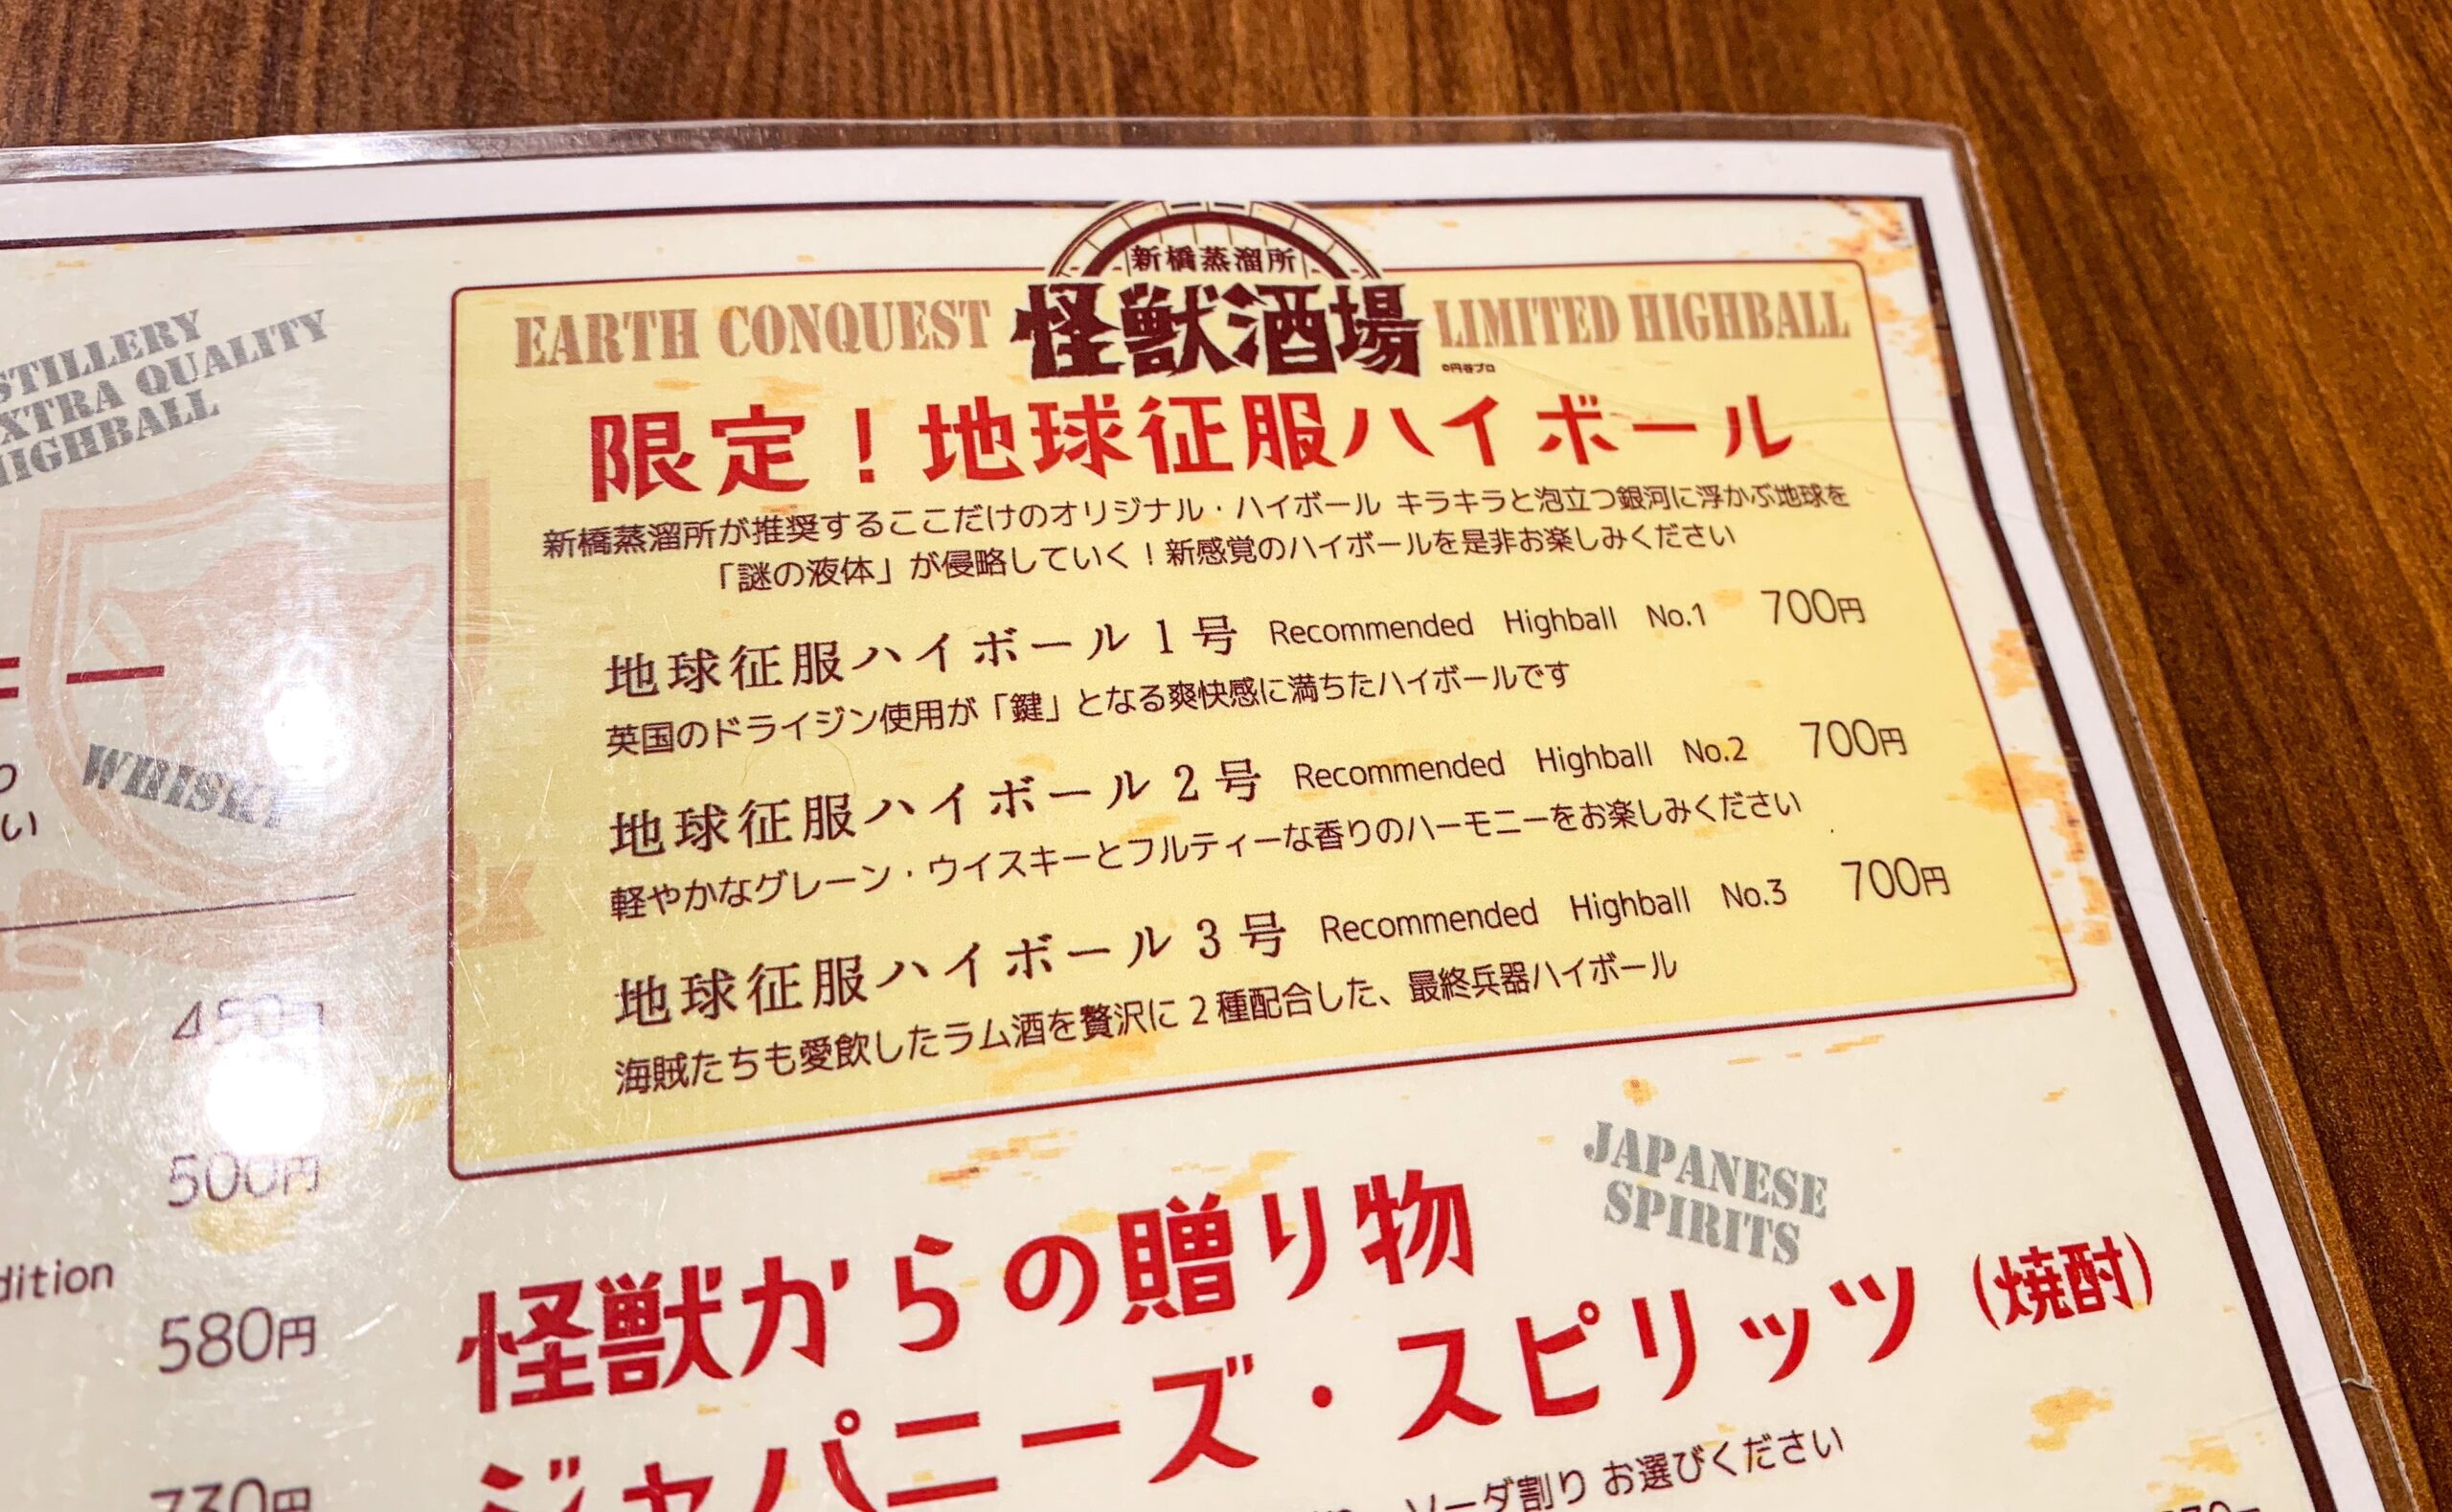 STILLERY
XTRA QUALITY
HIGHBALL
WHISKY
い
450円
500円
dition
580円
730円
新橋蒸溜所
EARTH CONQUEST 怪獣酒場 LIMITED HIGHBALL
©円谷プロ
限定！地球征服ハイボール
新橋蒸溜所が推奨するここだけのオリジナル・ハイボール キラキラと泡立つ銀河に浮かぶ地球を
「謎の液体」が侵略していく！新感覚のハイボールを是非お楽しみください
地球征服ハイボール1号 Recommended Highball No.1 700円
英国のドライジン使用が「鍵」となる爽快感に満ちたハイボールです
地球征服ハイボール2号 Recommended Highball No.2 700円
軽やかなグレーン・ウイスキーとフルティーな香りのハーモニーをお楽しみください
地球征服ハイボール3号 Recommended Highball No.3 700円
海賊たちも愛飲したラム酒を贅沢に2種配合した、最終兵器ハイボール
JAPANESE
SPIRITS
怪獣からの贈り物
ジャパニーズ・スピリッツ（焼酎）
ソーダ割り お選びください